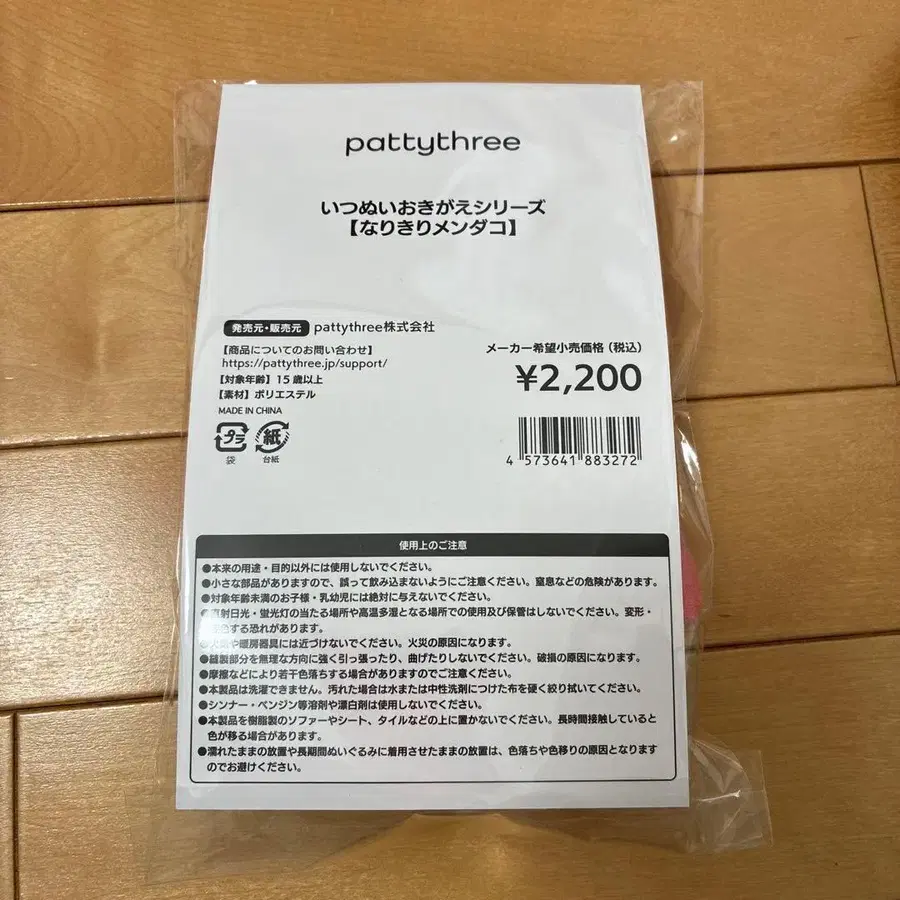 pattythree
いつぬいおきがえシリーズ
【なりきりメンダコ】
発売元・販売元 pattythree株式会社
【商品についてのお問い合わせ】
https://pattythree.jp/support/
【対象年齢】15歳以上
【素材】ポリエステル
MADE IN CHINA
プラ 紙
袋 台紙
メーカー希望小売価格(税込)
¥2,200
4 573641 883272
使用上のご注意
●本来の用途・目的以外には使用しないでください。
●小さな部品がありますので、誤って飲み込まないようにご注意ください。窒息などの危険があります。
●対象年齢未満のお子様・乳幼児には絶対に与えないでください。
●直射日光・蛍光灯の当たる場所や高温多湿となる場所での使用及び保管はしないでください。変形・
色する恐れがあります。
や暖房器具には近づけないでください。火災の原因になります。
●縫製部分を無理な方向に強く引っ張ったり、曲げたりしないでください。破損の原因になります。
●摩擦などにより若干色落ちする場合がありますのでご注意ください。
●本製品は洗濯できません。汚れた場合は水または中性洗剤につけた布を硬く絞り拭いてください。
●シンナー・ベンジン等溶剤や漂白剤は使用しないでください。
●本製品を樹脂製のソファーやシート、タイルなどの上に置かないでください。長時間接触していると
色が移る場合があります。
●濡れたままの放置や長期間ぬいぐるみに着用させたままの放置は、色落ちや色移りの原因となります
のでお避けください。